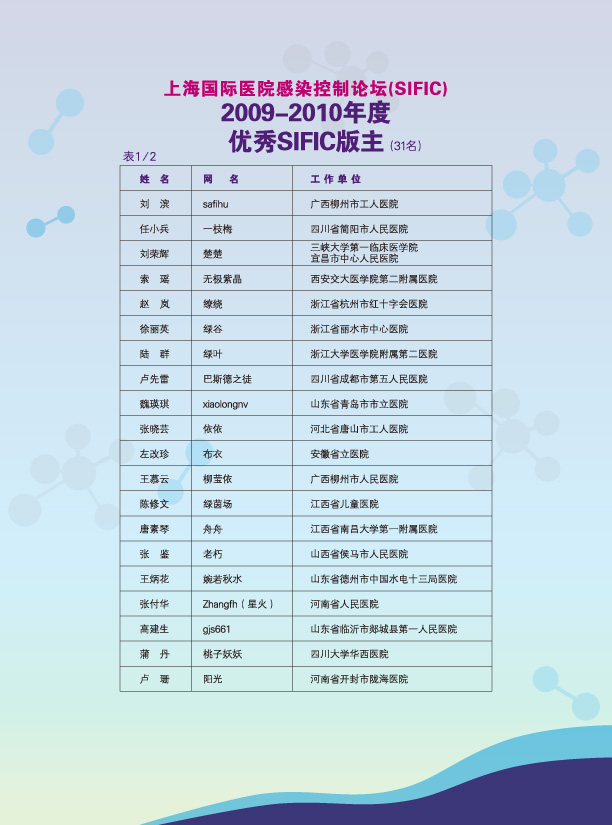 上海国际医院感染控制论坛(SIFIC)
2009-2010年度
优秀SIFIC版主 (31名)
表1/2
姓 名 网 名 工作单位
刘 滨 safihu 广西柳州市工人医院
任小兵 一枝梅 四川省简阳市人民医院
刘荣辉 楚楚 三峡大学第一临床医学院
宜昌市中心人民医院
索 瑶 无极紫晶 西安交大医学院第二附属医院
赵 岚 缭绕 浙江省杭州市红十字会医院
徐丽英 绿谷 浙江省丽水市中心医院
陆 群 绿叶 浙江大学医学院附属第二医院
卢先雷 巴斯德之徒 四川省成都市第五人民医院
魏瑛琪 xiaolongnv 山东省青岛市市立医院
张晓芸 依依 河北省唐山市工人医院
左改珍 布衣 安徽省立医院
王慕云 柳莹依 广西柳州市人民医院
陈修文 绿茵场 江西省儿童医院
唐素琴 舟舟 江西省南昌大学第一附属医院
张 鉴 老朽 山西省侯马市人民医院
王炳花 婉若秋水 山东省德州市中国水电十三局医院
张付华 Zhangfh（星火） 河南省人民医院
高建生 gjs661 山东省临沂市郯城县第一人民医院
蒲 丹 桃子妖妖 四川大学华西医院
卢 珊 阳光 河南省开封市陇海医院